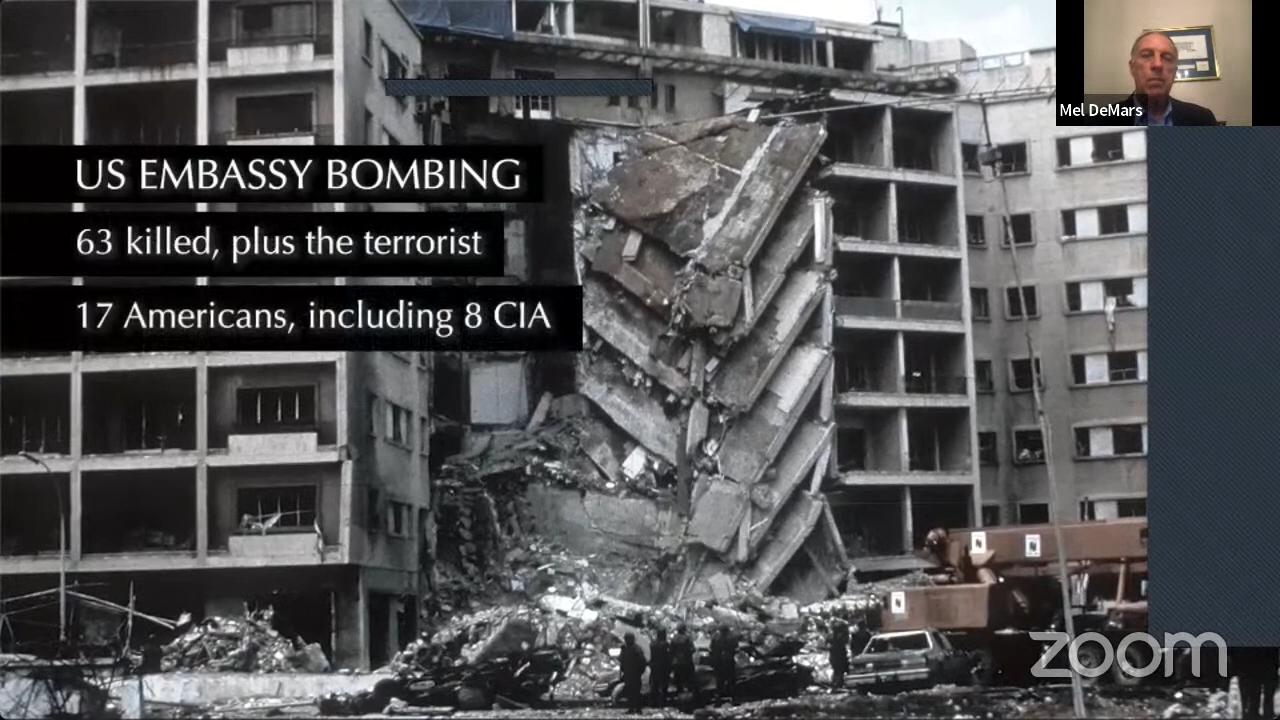 Mel DeMars
US EMBASSY BOMBING
63 killed, plus the terrorist
17 Americans, including 8 CIA
zoom